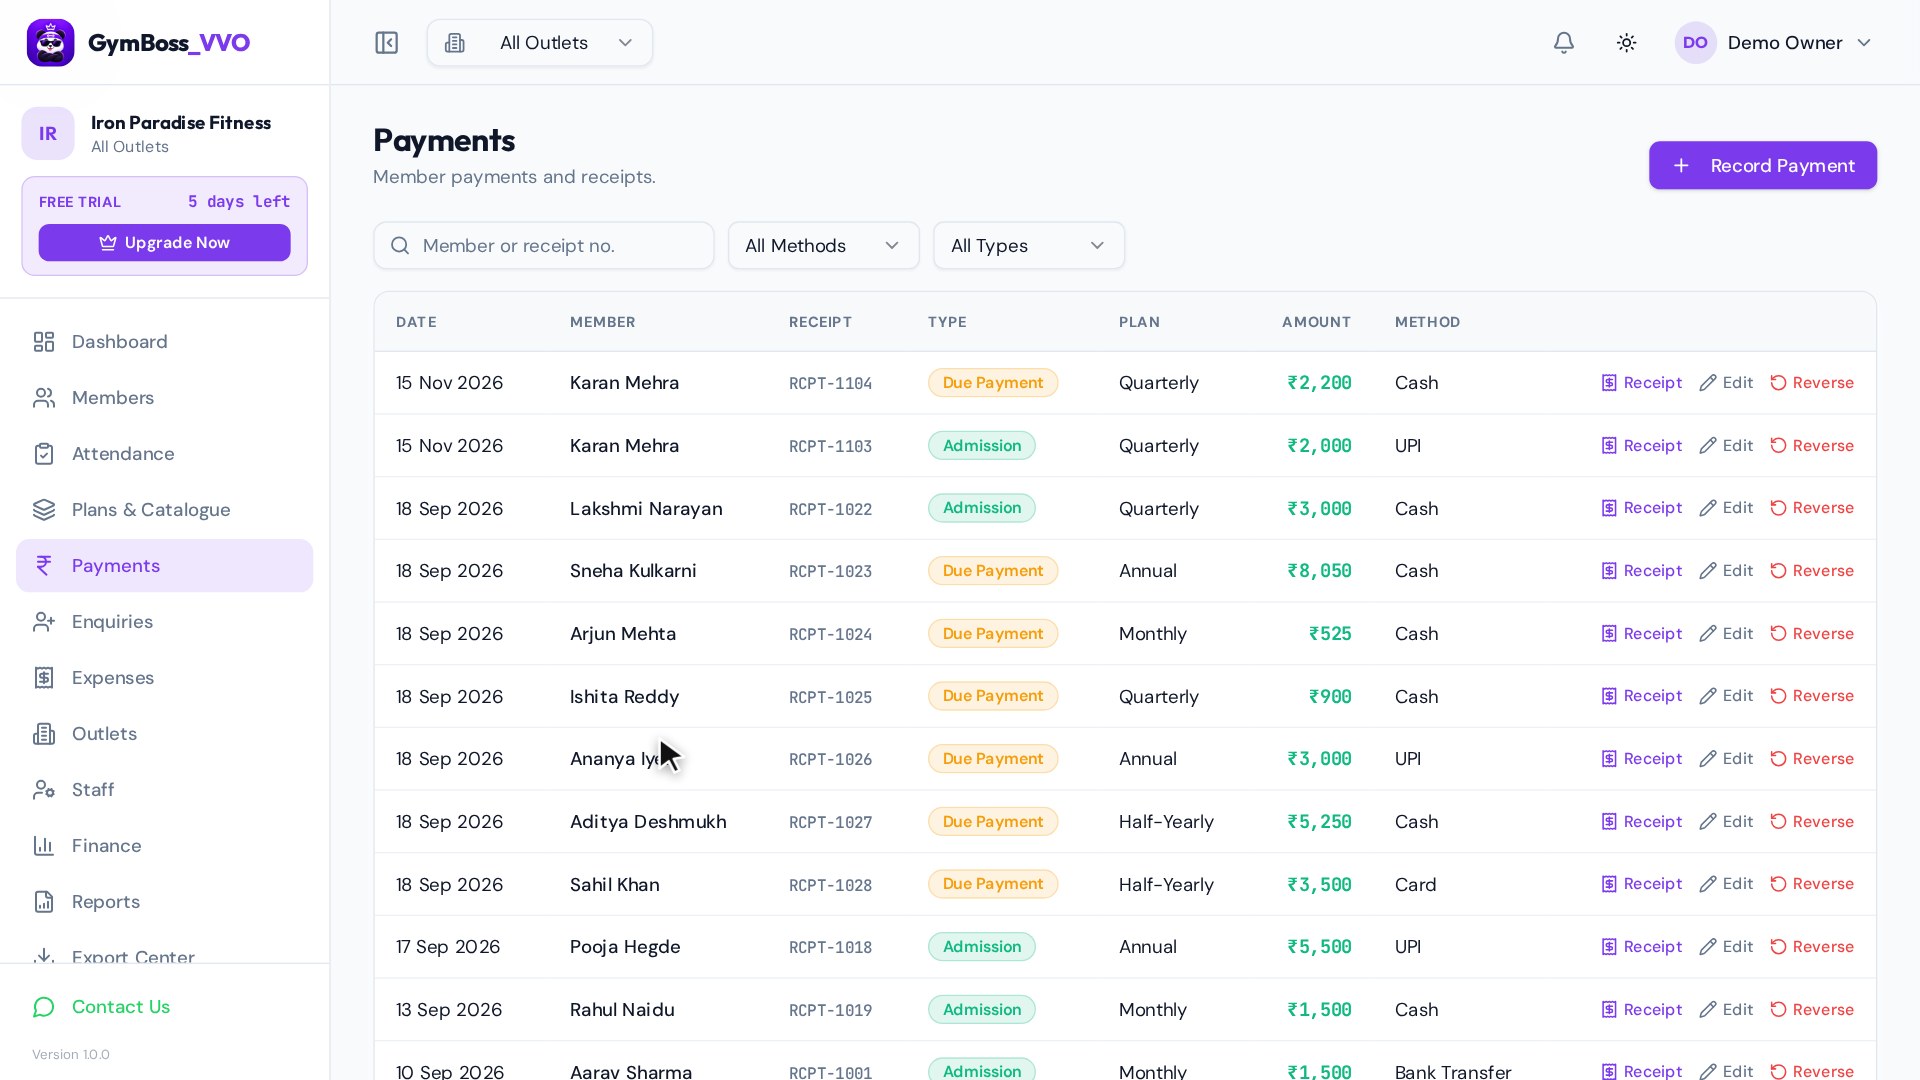 GymBoss_VVO
All Outlets
DO Demo Owner
IR
Iron Paradise Fitness
All Outlets
FREE TRIAL 5 days left
Upgrade Now
Dashboard
Members
Attendance
Plans & Catalogue
Payments
Enquiries
Expenses
Outlets
Staff
Finance
Reports
Export Center
Contact Us
Version 1.0.0
Payments
Member payments and receipts.
Record Payment
Member or receipt no.
All Methods
All Types
DATE MEMBER RECEIPT TYPE PLAN AMOUNT METHOD
15 Nov 2026 Karan Mehra RCPT-1104 Due Payment Quarterly ₹2,200 Cash Receipt Edit Reverse
15 Nov 2026 Karan Mehra RCPT-1103 Admission Quarterly ₹2,000 UPI Receipt Edit Reverse
18 Sep 2026 Lakshmi Narayan RCPT-1022 Admission Quarterly ₹3,000 Cash Receipt Edit Reverse
18 Sep 2026 Sneha Kulkarni RCPT-1023 Due Payment Annual ₹8,050 Cash Receipt Edit Reverse
18 Sep 2026 Arjun Mehta RCPT-1024 Due Payment Monthly ₹525 Cash Receipt Edit Reverse
18 Sep 2026 Ishita Reddy RCPT-1025 Due Payment Quarterly ₹900 Cash Receipt Edit Reverse
18 Sep 2026 Ananya RCPT-1026 Due Payment Annual ₹3,000 UPI Receipt Edit Reverse
18 Sep 2026 Aditya Deshmukh RCPT-1027 Due Payment Half-Yearly ₹5,250 Cash Receipt Edit Reverse
18 Sep 2026 Sahil Khan RCPT-1028 Due Payment Half-Yearly ₹3,500 Card Receipt Edit Reverse
17 Sep 2026 Pooja Hegde RCPT-1018 Admission Annual ₹5,500 UPI Receipt Edit Reverse
13 Sep 2026 Rahul Naidu RCPT-1019 Admission Monthly ₹1,500 Cash Receipt Edit Reverse
10 Sep 2026 Aarav Sharma RCPT-1001 Admission Monthly ₹1,500 Bank Transfer Receipt Edit Reverse